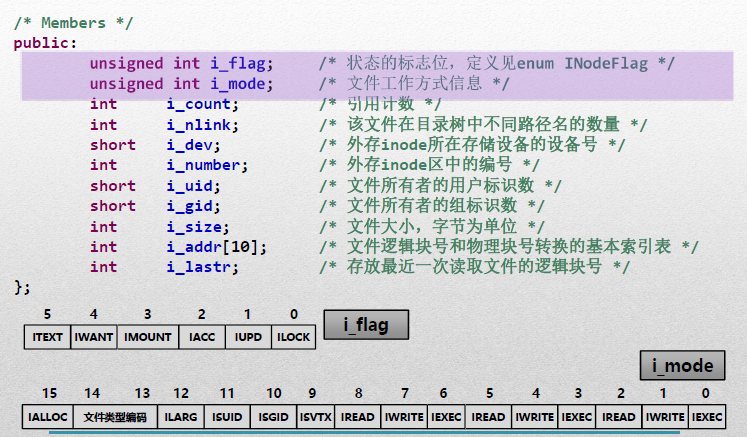 /* Members */
public:
unsigned int i_flag; /* 状态的标志位，定义见enum INodeFlag */
unsigned int i_mode; /* 文件工作方式信息 */
int i_count; /* 引用计数 */
int i_nlink; /* 该文件在目录树中不同路径名的数量 */
short i_dev; /* 外存inode所在存储设备的设备号 */
int i_number; /* 外存inode区中的编号 */
short i_uid; /* 文件所有者的用户标识数 */
short i_gid; /* 文件所有者的组标识数 */
int i_size; /* 文件大小，字节为单位 */
int i_addr[10]; /* 文件逻辑块号和物理块号转换的基本索引表 */
int i_lastr; /* 存放最近一次读取文件的逻辑块号 */
};
5 4 3 2 1 0
ITEXT IWANT IMOUNT IACC IUPD ILOCK
i_flag
i_mode
15 14 13 12 11 10 9 8 7 6 5 4 3 2 1 0
IALLOC 文件类型编码 ILARG ISUID ISGID ISVTX IREAD IWRITE IEXEC IREAD IWRITE IEXEC IREAD IWRITE IEXEC